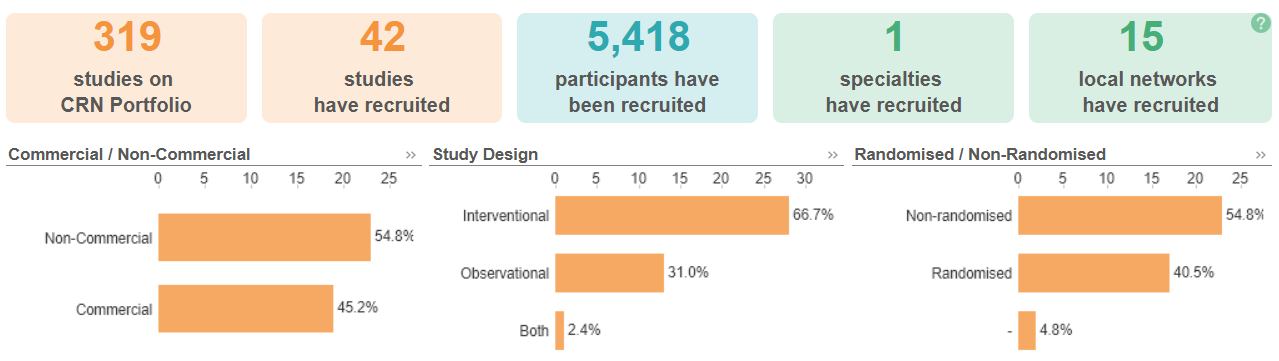 319
studies on
CRN Portfolio
42
studies
have recruited
5,418
participants have
been recruited
1
specialties
have recruited
15
local networks
have recruited
?
Commercial / Non-Commercial »
0 5 10 15 20 25
Non-Commercial 54.8%
Commercial 45.2%
Study Design »
0 5 10 15 20 25 30
Interventional 66.7%
Observational 31.0%
Both 2.4%
Randomised / Non-Randomised »
0 5 10 15 20 25
Non-randomised 54.8%
Randomised 40.5%
- 4.8%